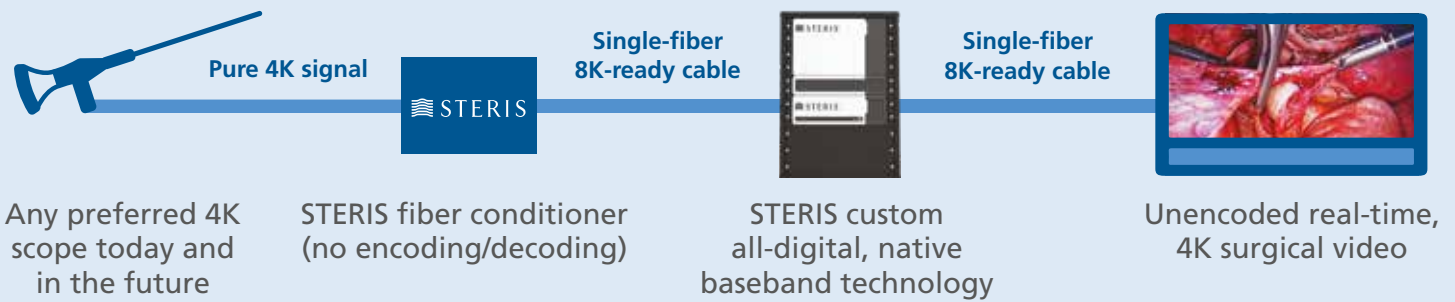 Pure 4K signal
STERIS
Single-fiber
8K-ready cable
STERIS
STERIS
Single-fiber
8K-ready cable
Any preferred 4K
scope today and
in the future
STERIS fiber conditioner
(no encoding/decoding)
STERIS custom
all-digital, native
baseband technology
Unencoded real-time,
4K surgical video